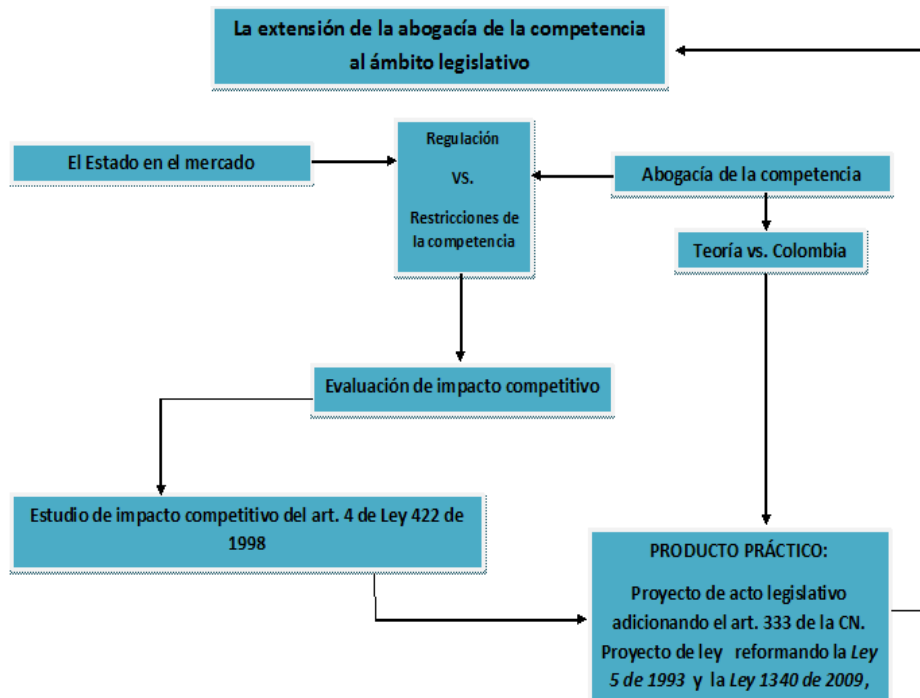 La extensión de la abogacía de la competencia
al ámbito legislativo
El Estado en el mercado
Regulación
VS.
Restricciones de
la competencia
Abogacía de la competencia
Teoría vs. Colombia
Evaluación de impacto competitivo
Estudio de impacto competitivo del art. 4 de Ley 422 de
1998
PRODUCTO PRÁCTICO:
Proyecto de acto legislativo
adicionando el art. 333 de la CN.
Proyecto de ley reformando la Ley
5 de 1993 y la Ley 1340 de 2009,